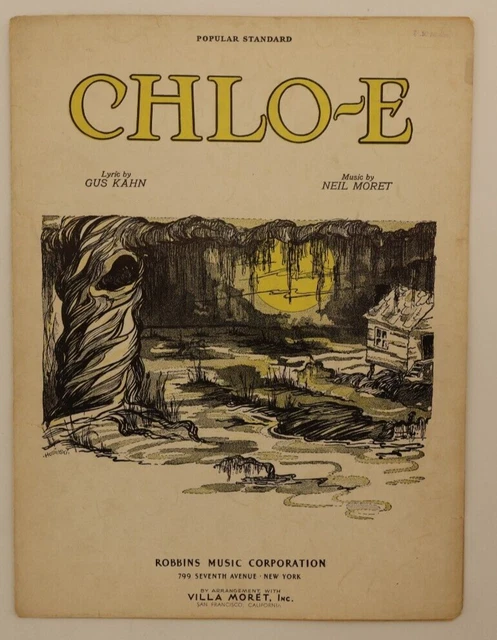 POPULAR STANDARD
CHLO~E
Lyric by
GUS KAHN
Music by
NEIL MORET
ROBBINS MUSIC CORPORATION
799 SEVENTH AVENUE · NEW YORK
BY ARRANGEMENT WITH
VILLA MORET, Inc.
SAN FRANCISCO, CALIFORNIA